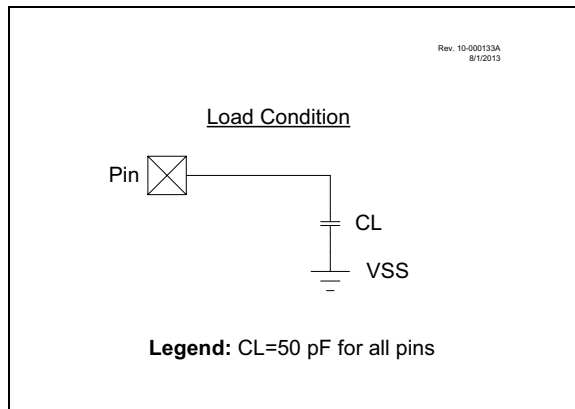 Rev. 10-000133A
8/1/2013
Load Condition
Pin
CL
VSS
Legend: CL=50 pF for all pins